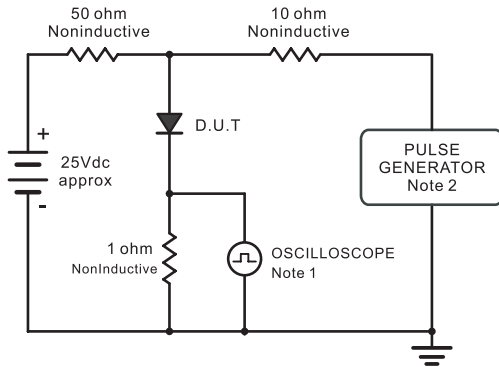 50 ohm
Noninductive
10 ohm
Noninductive
D.U.T
+
25Vdc
approx
-
PULSE
GENERATOR
Note 2
1 ohm
NonInductive
OSCILLOSCOPE
Note 1